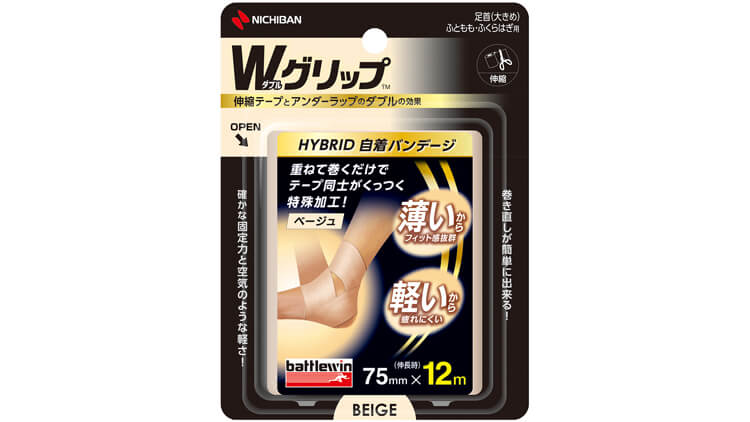 NICHIBAN
足首(大きめ)
ふともも・ふくらはぎ用
Wグリップ™
ダブル
伸縮
伸縮テープとアンダーラップのダブルの効果
OPEN
HYBRID 自着バンデージ
重ねて巻くだけで
テープ同士がくっつく
特殊加工!
ベージュ
薄いから
フィット感抜群
軽いから
疲れにくい
確かな固定力と空気のような軽さ!
巻き直しが簡単に出来る!
battlewin
(伸長時)
75mm×12m
BEIGE